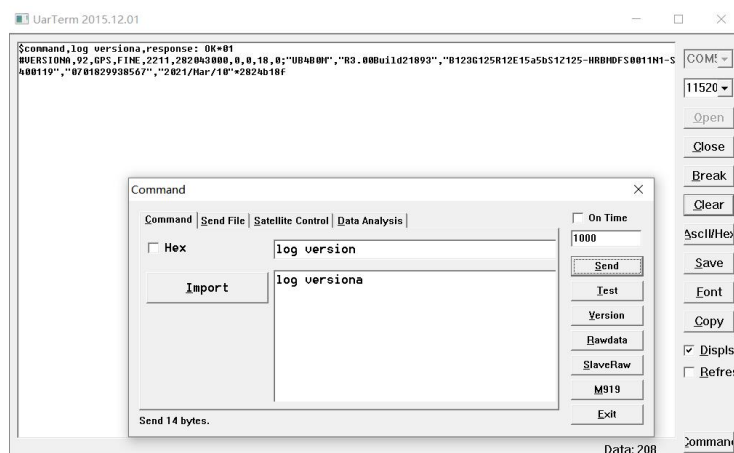 UarTerm 2015.12.01
$command,log versiona,response: OK*01
#VERSIONA,92,GPS,FINE,2211,282043000,0,0,18,0;"UB4B0M","R3.00Build21893","B123G125R12E15a5bS1Z125-HRBMDFS0011N1-S
400119","0701829938567","2021/Mar/10"*2824b18f
COM5
11520
Open
Close
Break
Clear
AscII/Hex
Save
Font
Copy
Displs
Refre
Command
Command
Send File
Satellite Control
Data Analysis
On Time
Hex
log version
1000
Import
log versiona
Send
Test
Version
Rawdata
SlaveRaw
M919
Exit
Send 14 bytes.
Data: 208
Comman